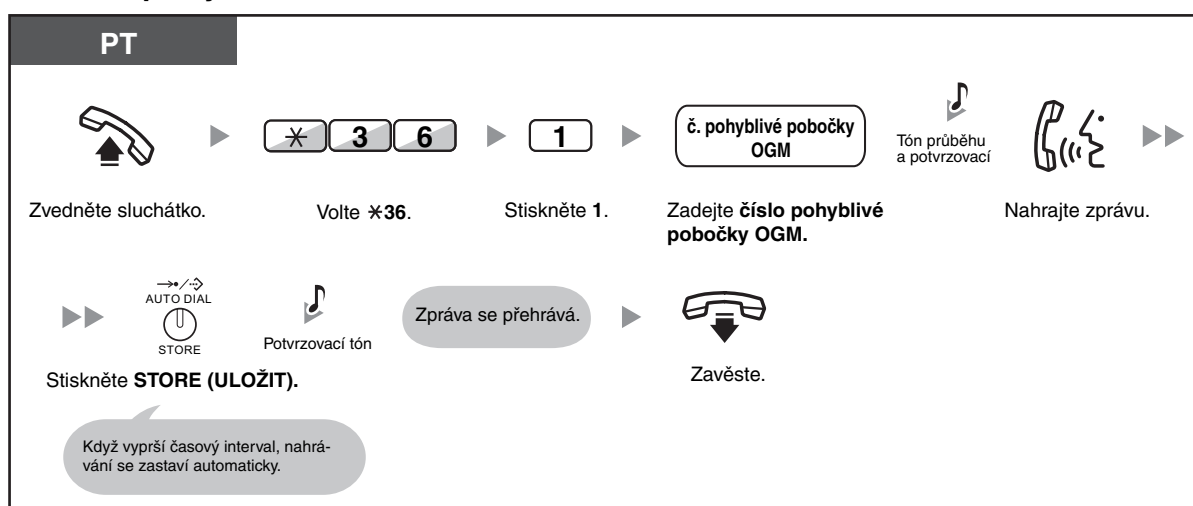 PT
✳ 3 6
1
č. pohyblivé pobočky
OGM
Tón průběhu
a potvrzovací
Zvedněte sluchátko.
Volte ✳36.
Stiskněte 1.
Zadejte číslo pohyblivé
pobočky OGM.
Nahrajte zprávu.
AUTO DIAL
STORE
Potvrzovací tón
Zpráva se přehrává.
Stiskněte STORE (ULOŽIT).
Zavěste.
Když vyprší časový interval, nahrá-
vání se zastaví automaticky.